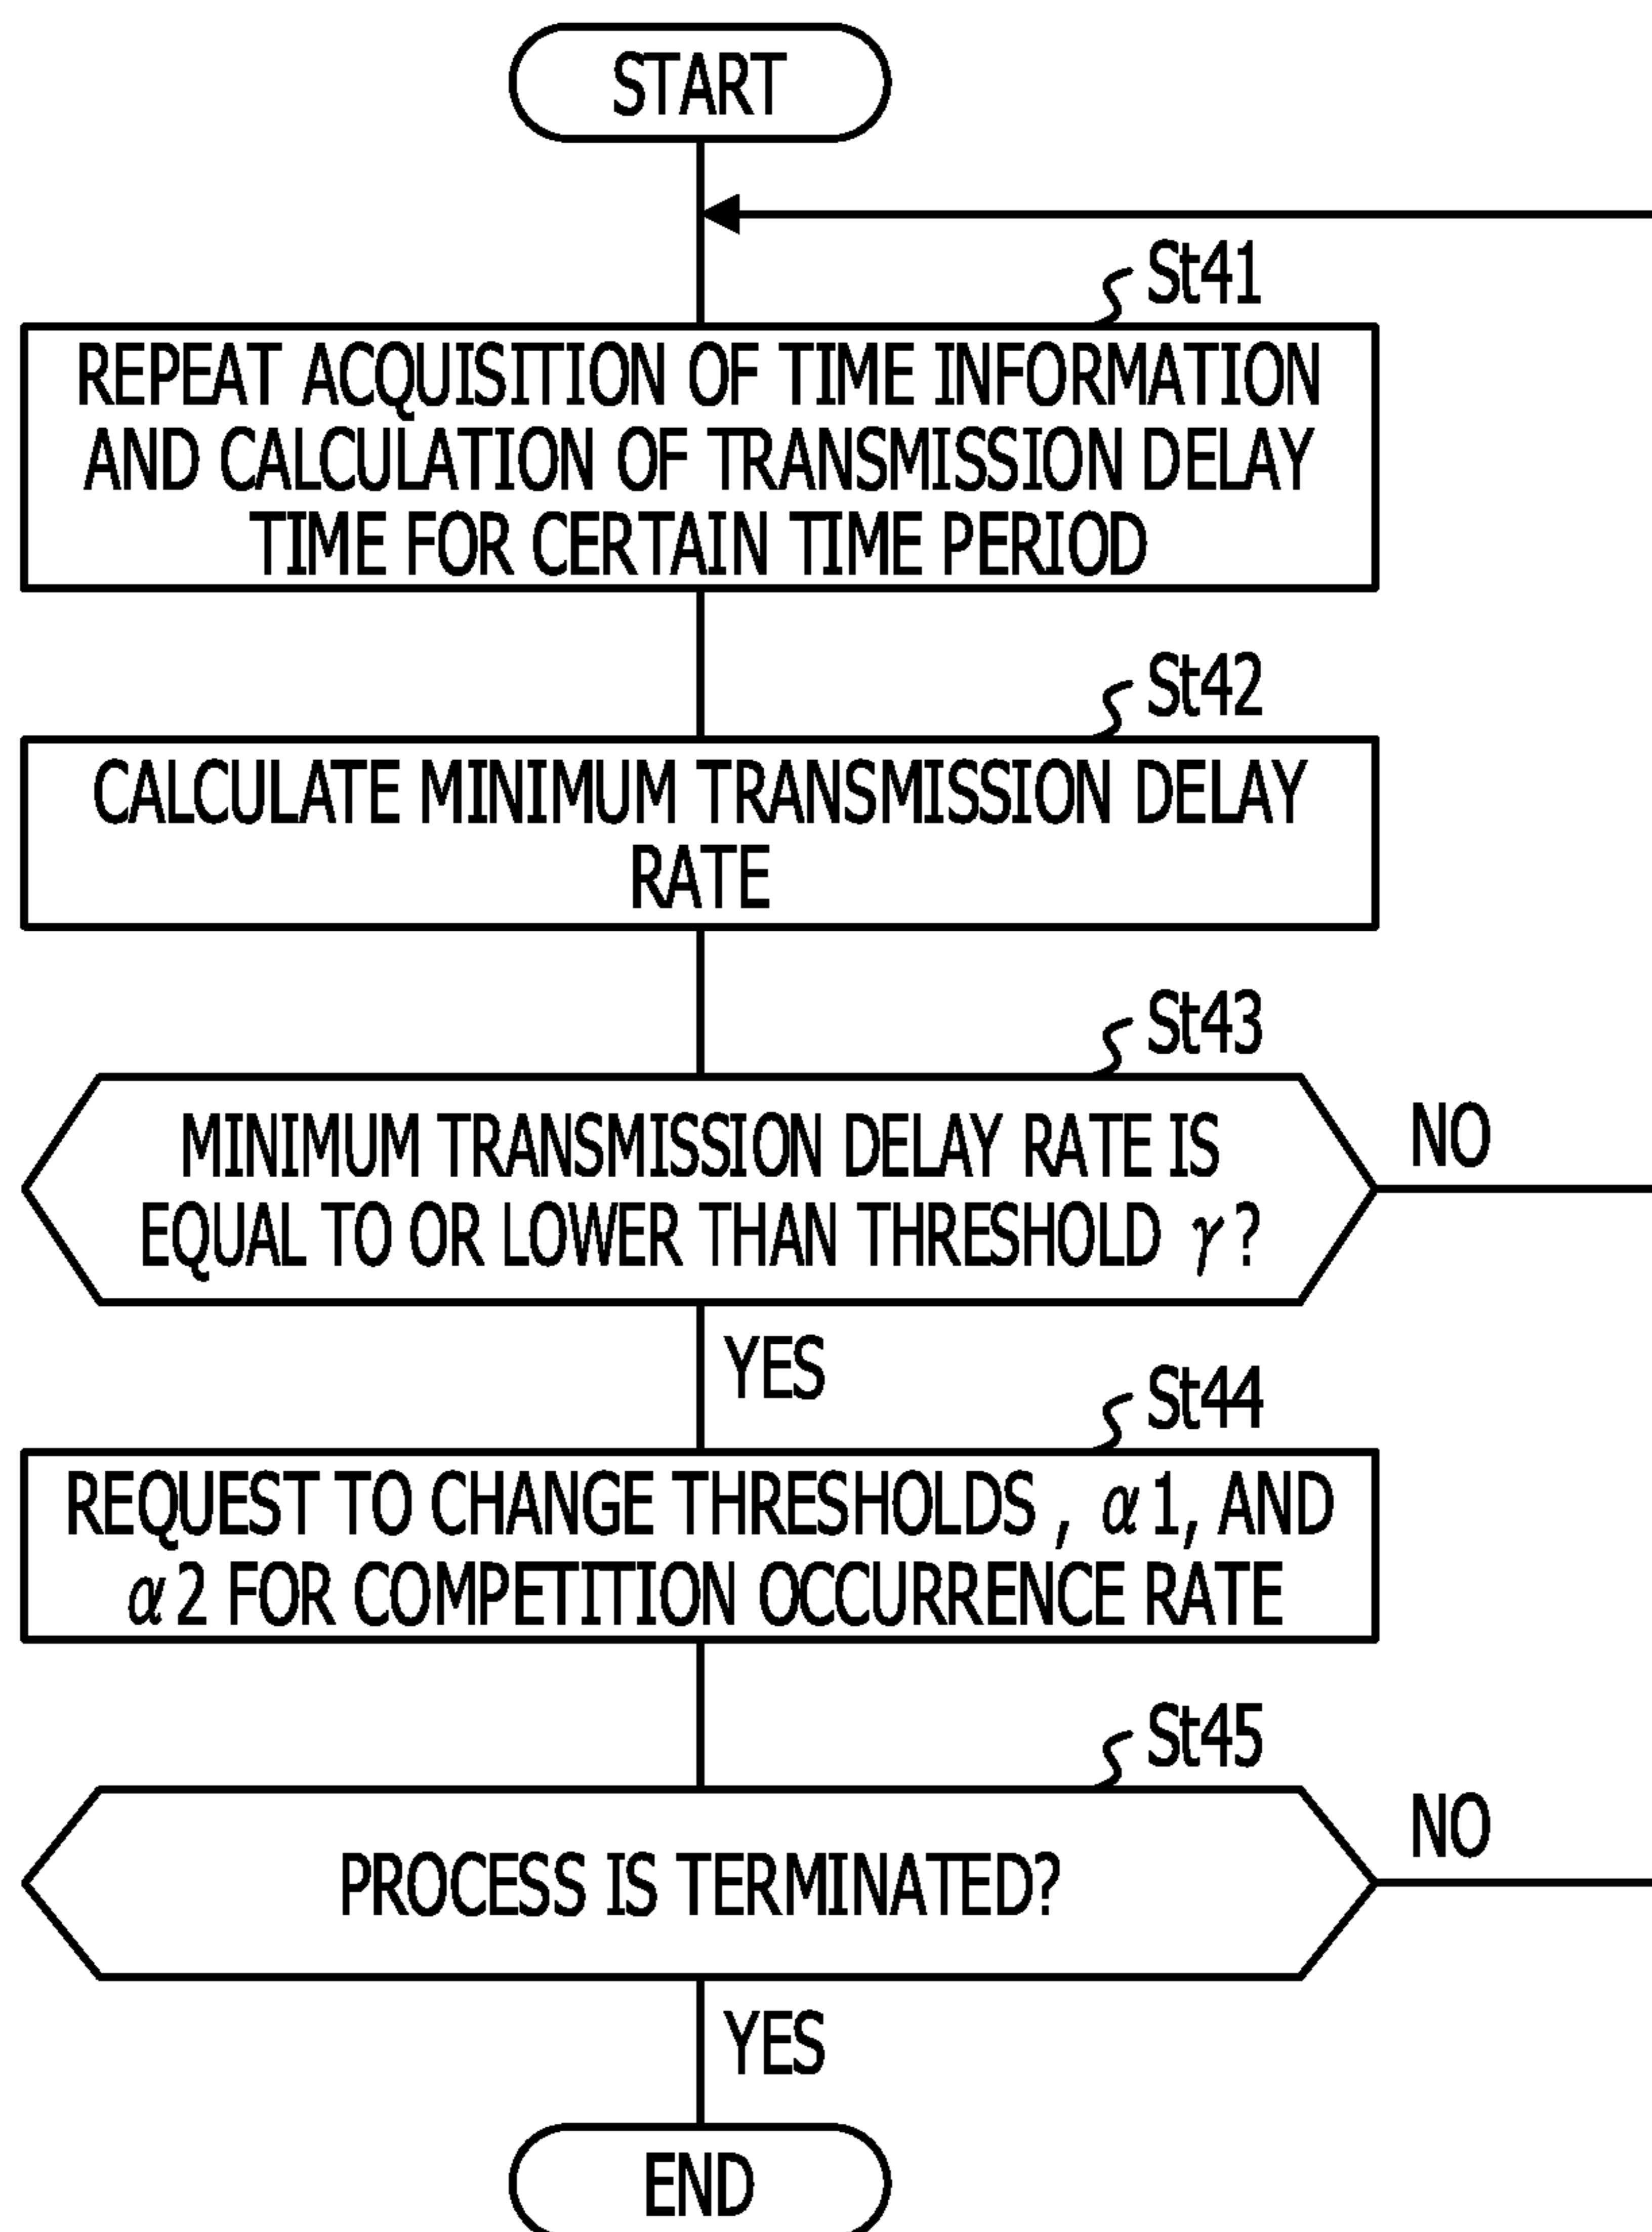 START
St41
REPEAT ACQUISITION OF TIME INFORMATION
AND CALCULATION OF TRANSMISSION DELAY
TIME FOR CERTAIN TIME PERIOD
St42
CALCULATE MINIMUM TRANSMISSION DELAY
RATE
St43
MINIMUM TRANSMISSION DELAY RATE IS
EQUAL TO OR LOWER THAN THRESHOLD γ?
NO
YES
St44
REQUEST TO CHANGE THRESHOLDS, α1, AND
α2 FOR COMPETITION OCCURRENCE RATE
St45
PROCESS IS TERMINATED?
NO
YES
END